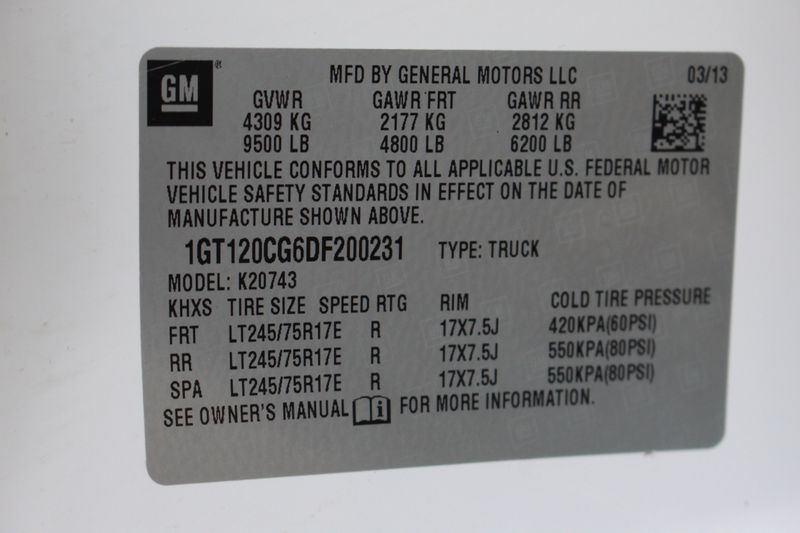 GM ® MFD BY GENERAL MOTORS LLC 03/13
GVWR GAWR FRT GAWR RR
4309 KG 2177 KG 2812 KG
9500 LB 4800 LB 6200 LB
THIS VEHICLE CONFORMS TO ALL APPLICABLE U.S. FEDERAL MOTOR
VEHICLE SAFETY STANDARDS IN EFFECT ON THE DATE OF
MANUFACTURE SHOWN ABOVE.
1GT120CG6DF200231 TYPE: TRUCK
MODEL: K20743
KHXS TIRE SIZE SPEED RTG RIM COLD TIRE PRESSURE
FRT LT245/75R17E R 17X7.5J 420KPA(60PSI)
RR LT245/75R17E R 17X7.5J 550KPA(80PSI)
SPA LT245/75R17E R 17X7.5J 550KPA(80PSI)
SEE OWNER'S MANUAL i FOR MORE INFORMATION.